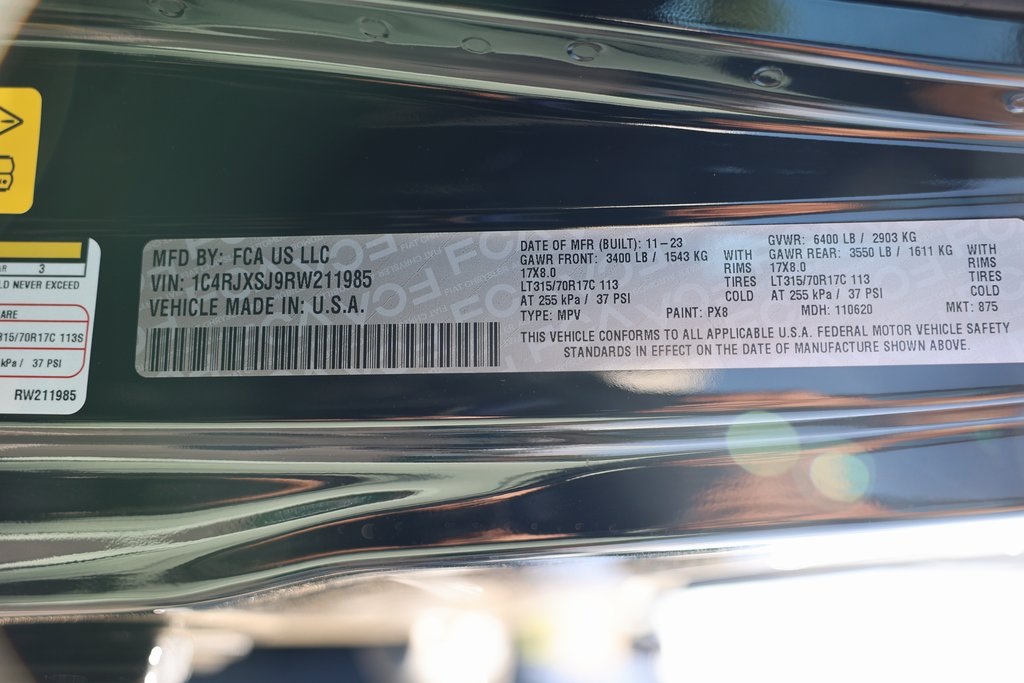 GR 3
LD NEVER EXCEED
RE
315/70R17C 113S
kPa / 37 PSI
RW211985
MFD BY: FCA US LLC
VIN: 1C4RJXSJ9RW211985
VEHICLE MADE IN: U.S.A.
DATE OF MFR (BUILT): 11-23
GAWR FRONT: 3400 LB / 1543 KG WITH
17X8.0 RIMS
LT315/70R17C 113 TIRES
AT 255 kPa / 37 PSI COLD
TYPE: MPV
GVWR: 6400 LB / 2903 KG
GAWR REAR: 3550 LB / 1611 KG WITH
17X8.0 RIMS
LT315/70R17C 113 TIRES
AT 255 kPa / 37 PSI COLD
PAINT: PX8 MDH: 110620 MKT: 875
THIS VEHICLE CONFORMS TO ALL APPLICABLE U.S.A. FEDERAL MOTOR VEHICLE SAFETY
STANDARDS IN EFFECT ON THE DATE OF MANUFACTURE SHOWN ABOVE.